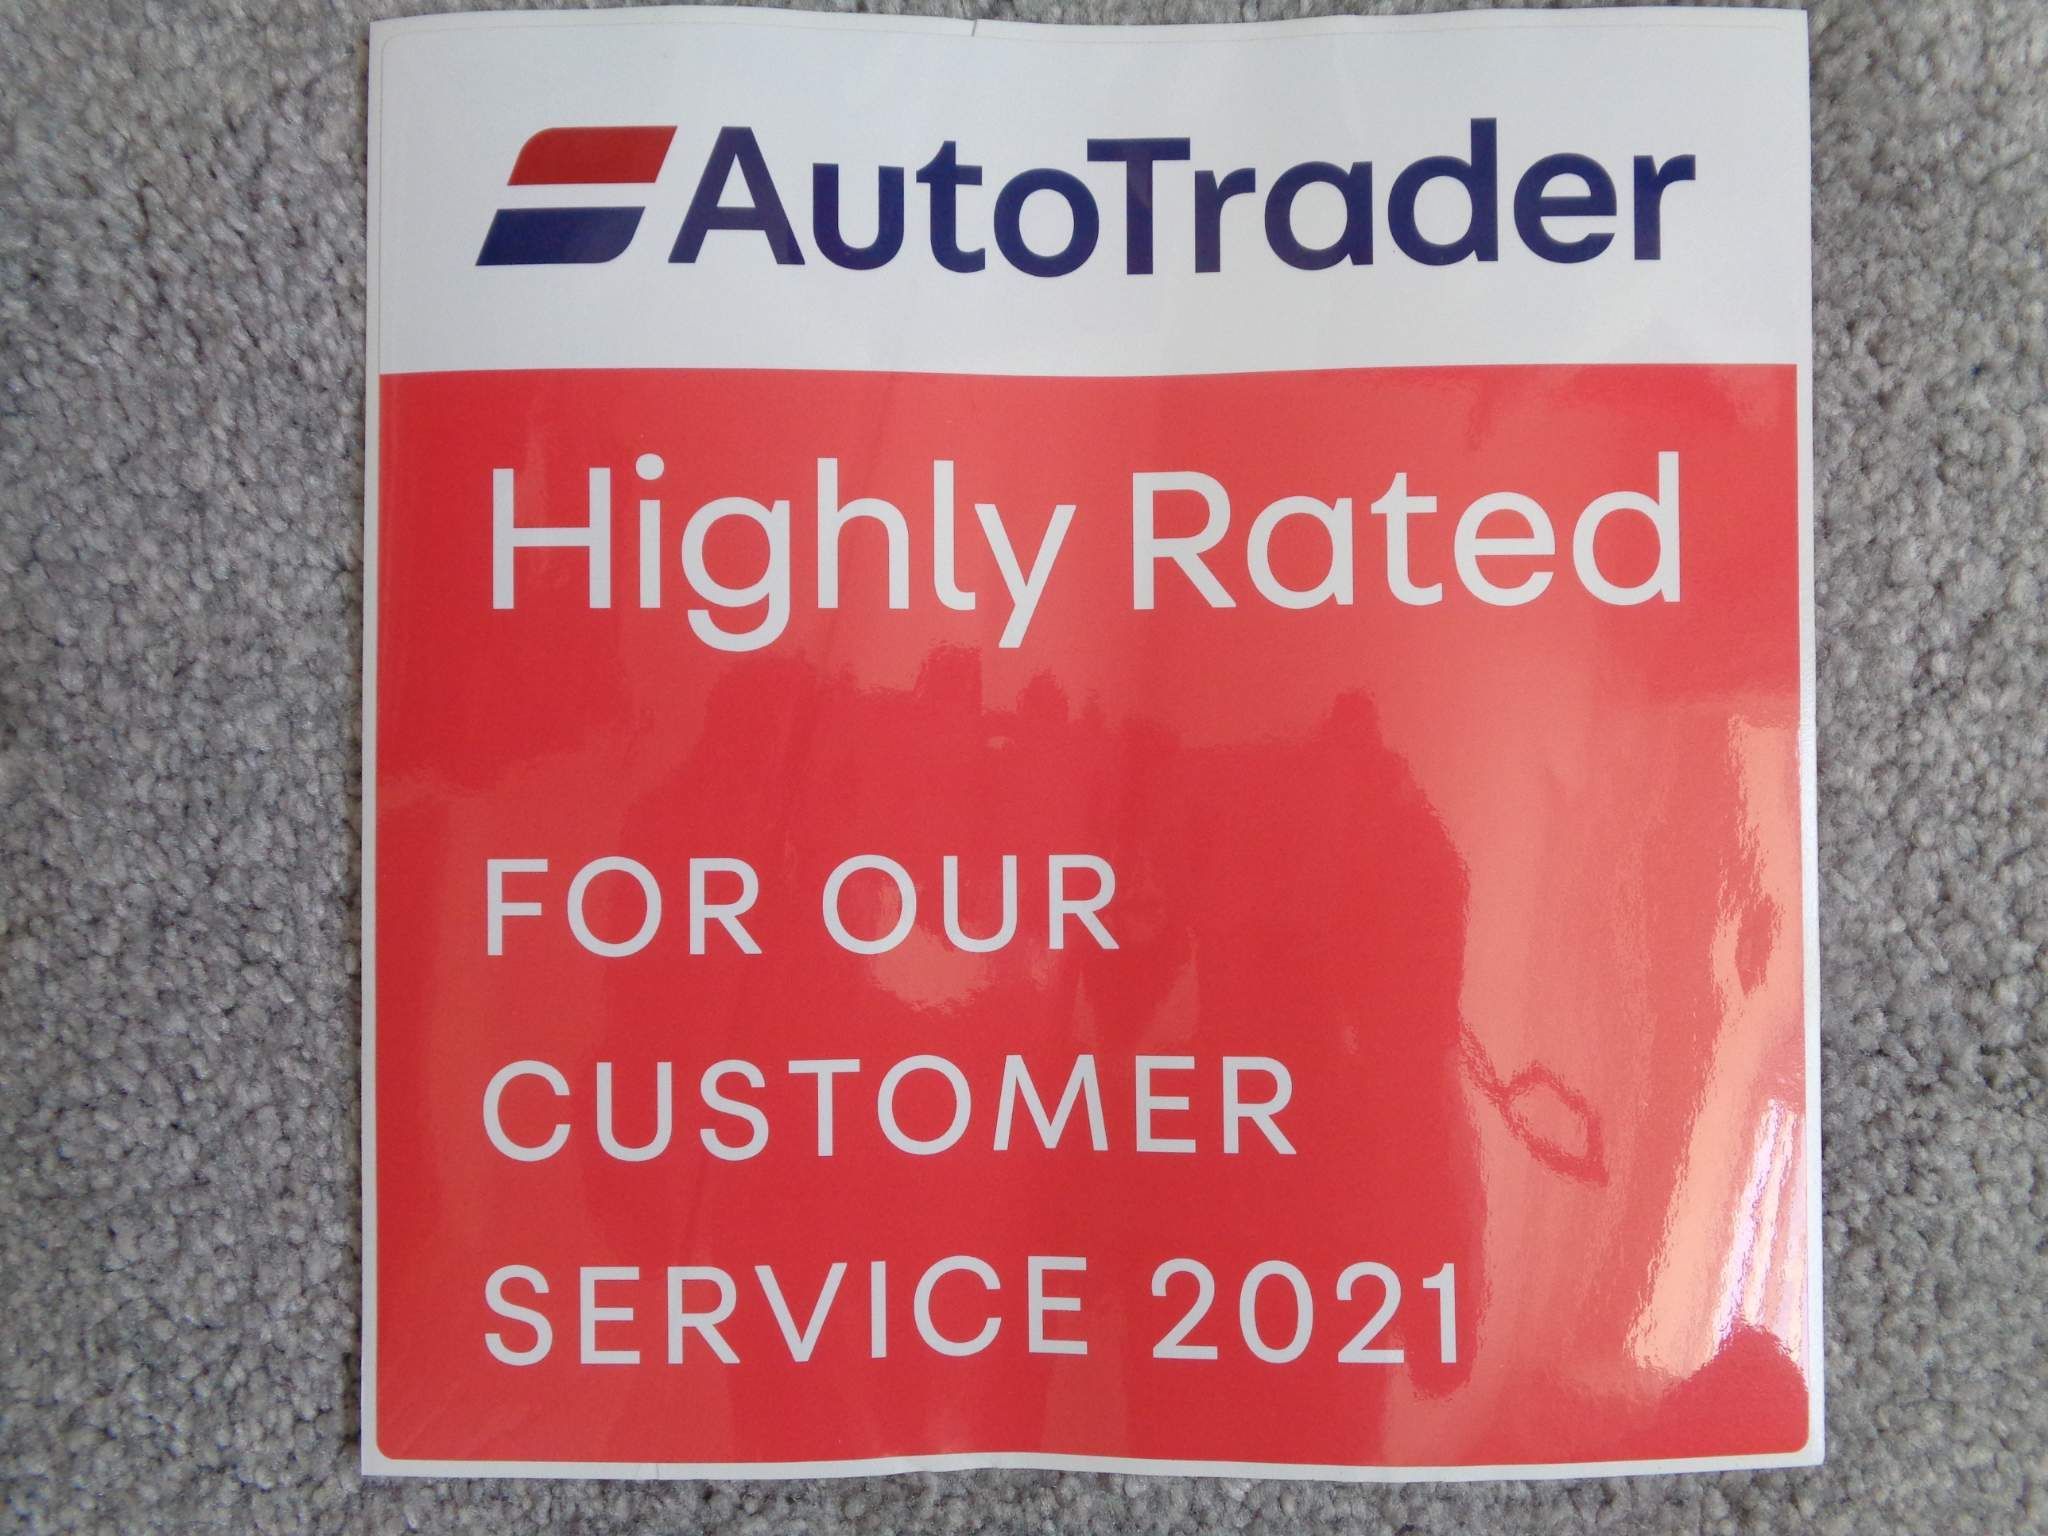 AutoTrader
Highly Rated
FOR OUR
CUSTOMER
SERVICE 2021